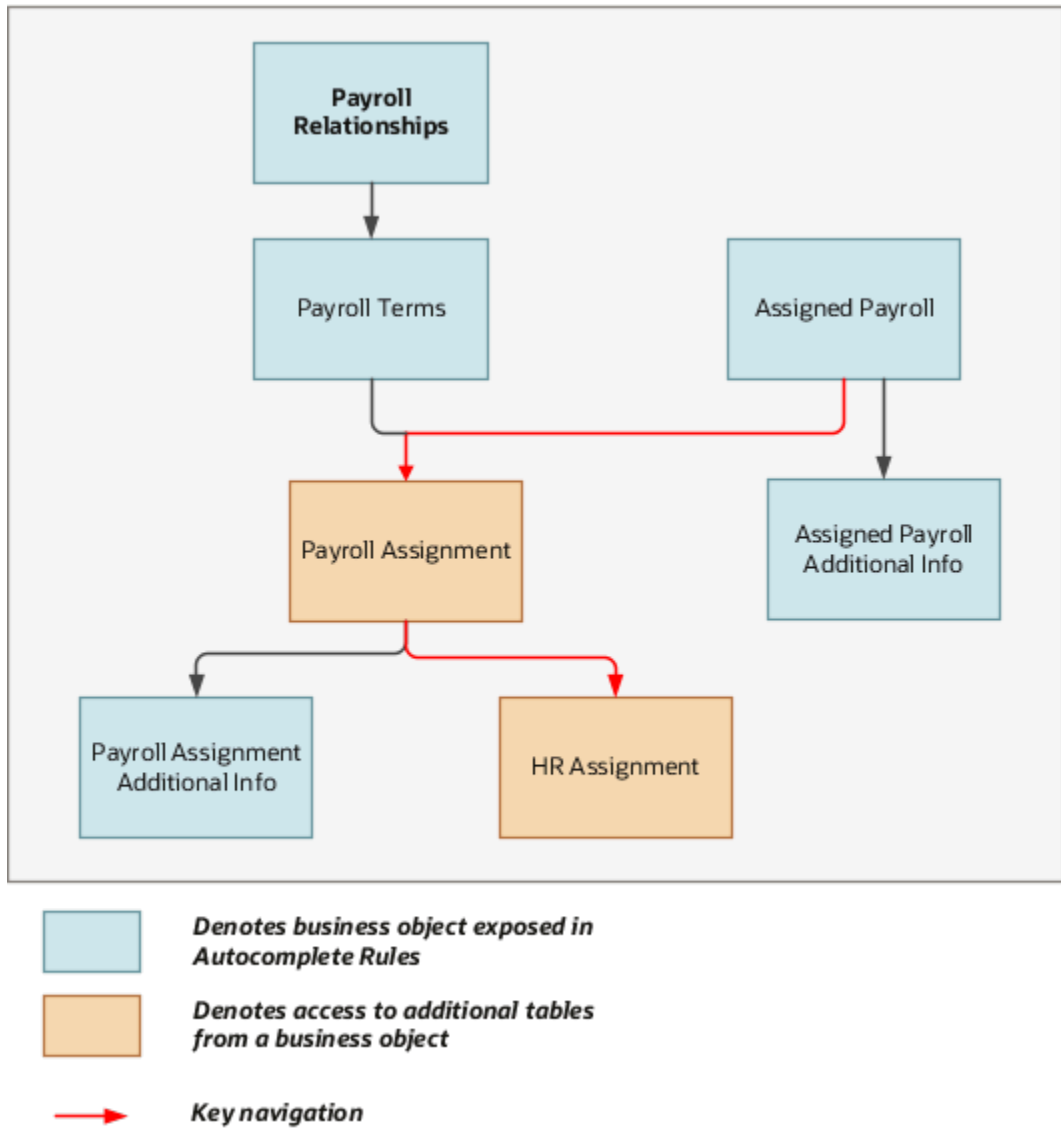 Payroll
Relationships
Payroll Terms
Assigned Payroll
Payroll Assignment
Assigned Payroll
Additional Info
Payroll Assignment
Additional Info
HR Assignment
Denotes business object exposed in
Autocomplete Rules
Denotes access to additional tables
from a business object
Key navigation